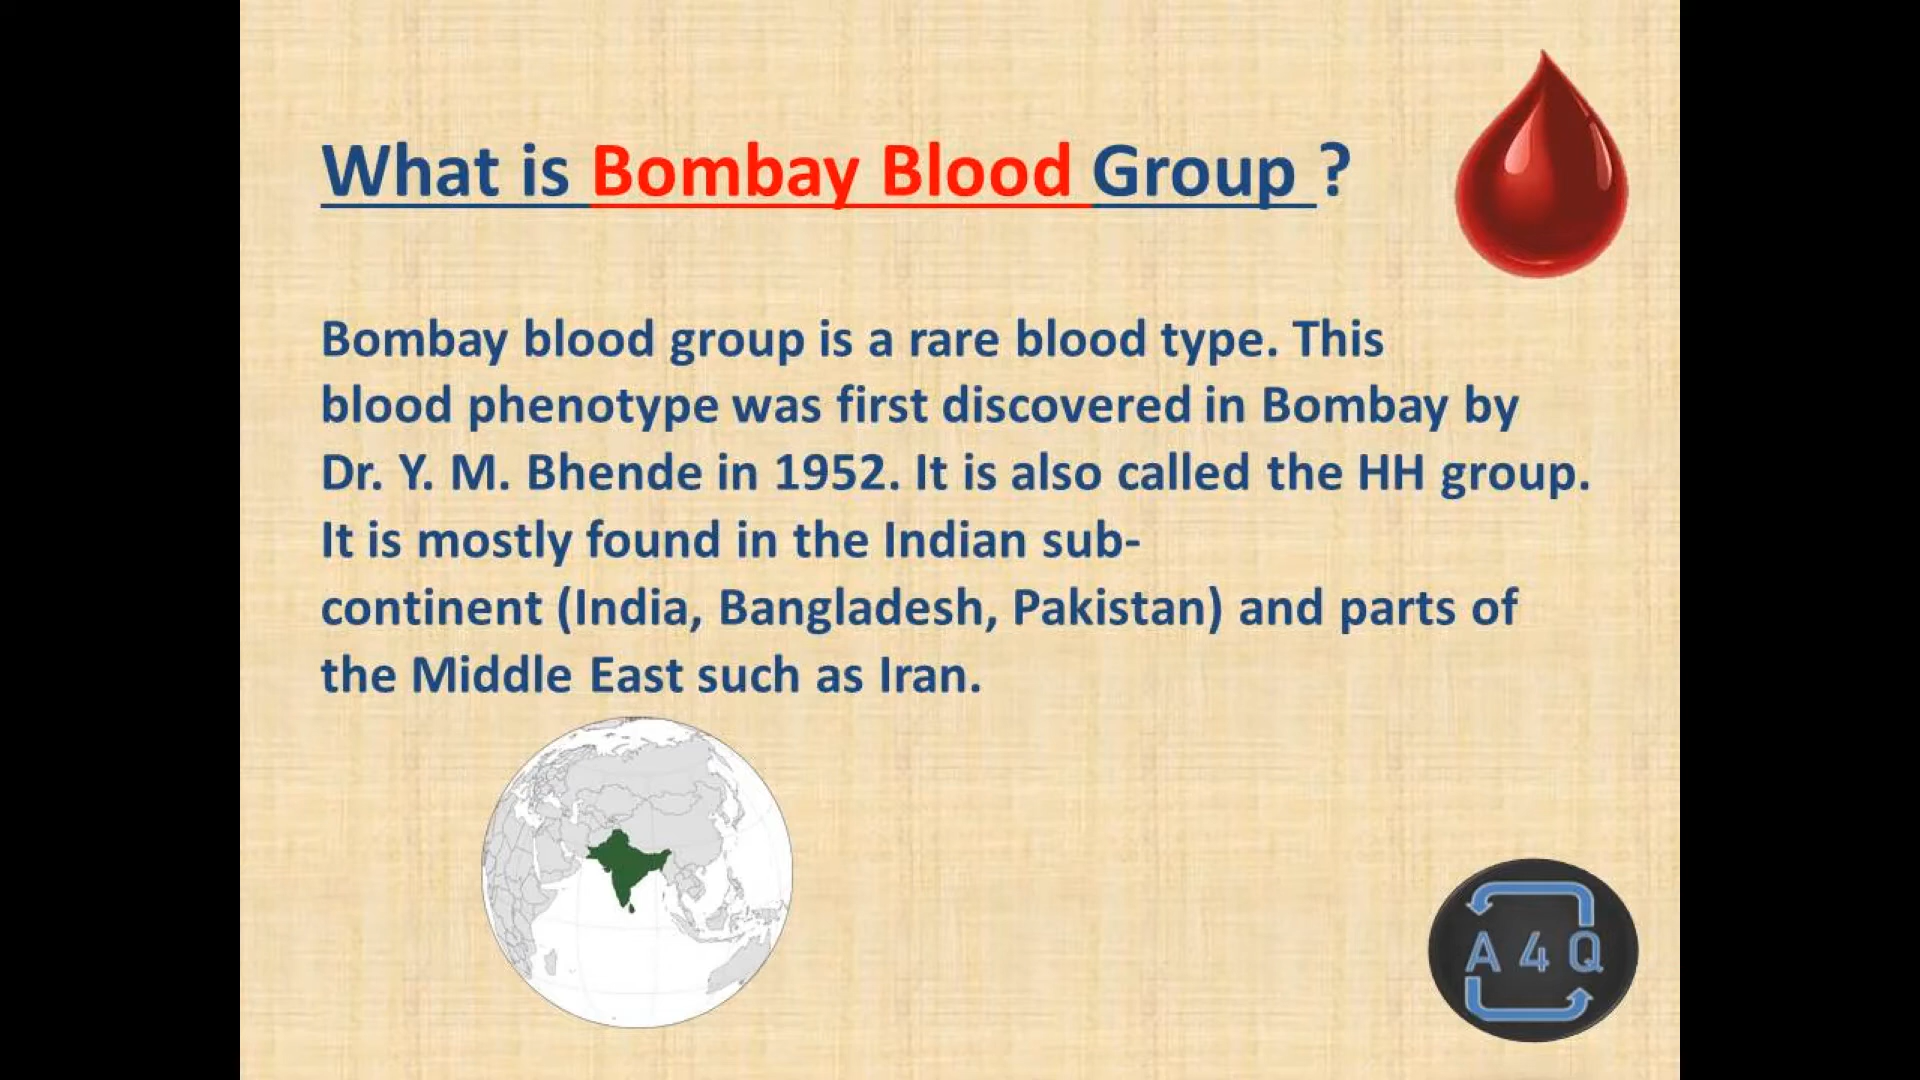 What is Bombay Blood Group ?
Bombay blood group is a rare blood type. This
blood phenotype was first discovered in Bombay by
Dr. Y. M. Bhende in 1952. It is also called the HH group.
It is mostly found in the Indian sub-
continent (India, Bangladesh, Pakistan) and parts of
the Middle East such as Iran.
A 4 Q